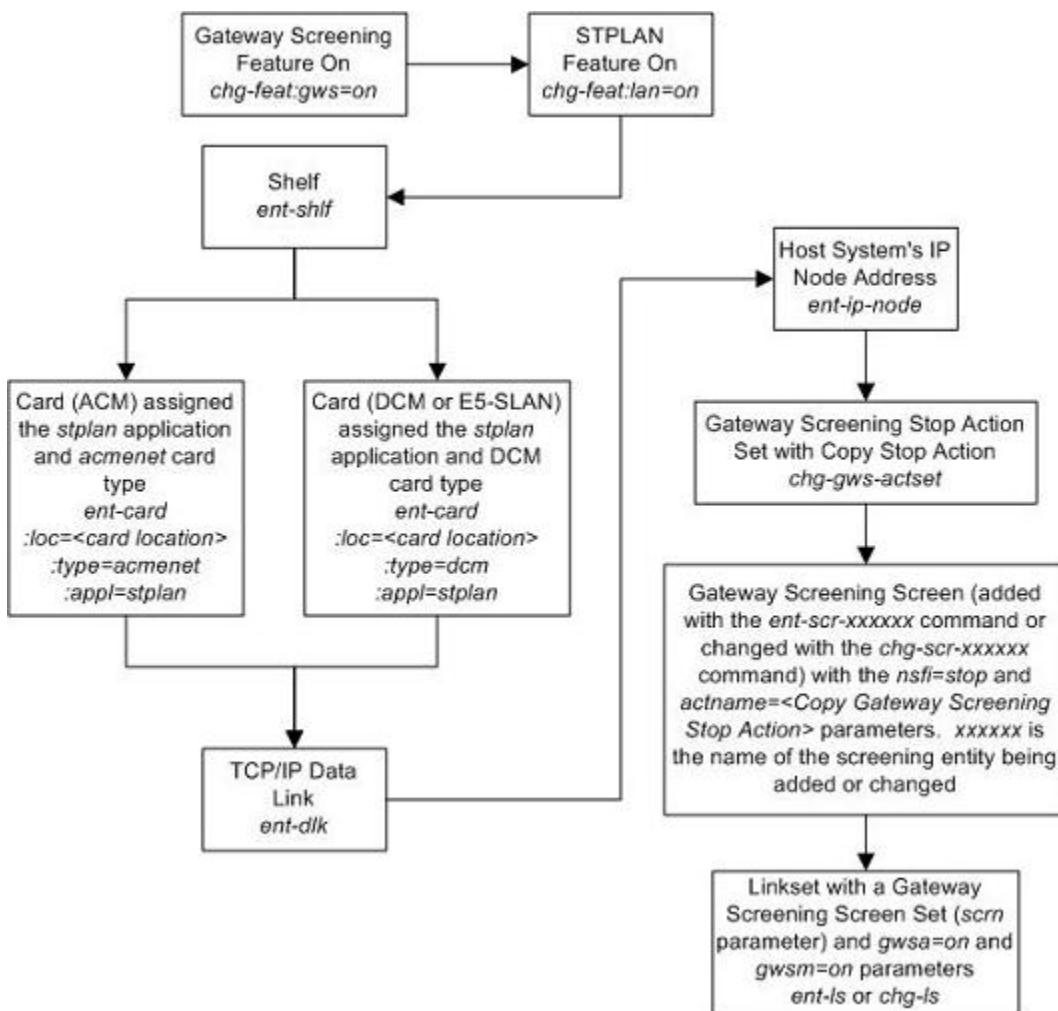 Gateway Screening
Feature On
chg-feat:gws=on
STPLAN
Feature On
chg-feat:lan=on
Shelf
ent-shlf
Card (ACM) assigned
the stplan application
and acmenet card
type
ent-card
:loc=<card location>
:type=acmenet
:appl=stplan
Card (DCM or E5-SLAN)
assigned the stplan
application and DCM
card type
ent-card
:loc=<card location>
:type=dcm
:appl=stplan
TCP/IP Data
Link
ent-dlk
Host System's IP
Node Address
ent-ip-node
Gateway Screening Stop Action
Set with Copy Stop Action
chg-gws-actset
Gateway Screening Screen (added
with the ent-scr-xxxxxx command or
changed with the chg-scr-xxxxxx
command) with the nsfi=stop and
actname=<Copy Gateway Screening
Stop Action> parameters. xxxxxx is
the name of the screening entity being
added or changed
Linkset with a Gateway
Screening Screen Set (scrn
parameter) and gwsa=on and
gwsm=on parameters
ent-ls or chg-ls